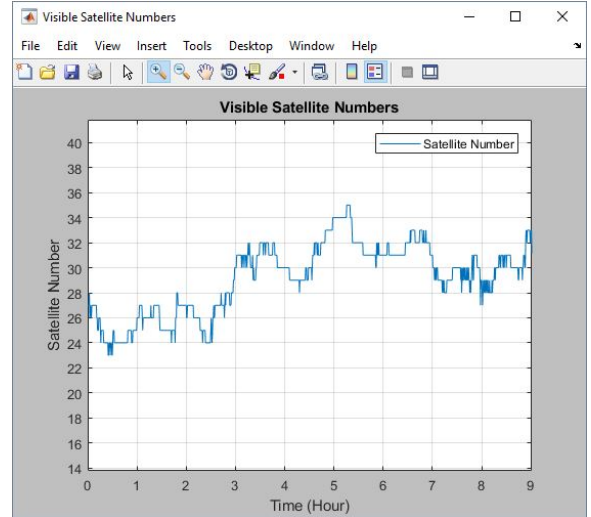 Visible Satellite Numbers
File Edit View Insert Tools Desktop Window Help
Visible Satellite Numbers
Satellite Number
Satellite Number
40
38
36
34
32
30
28
26
24
22
20
18
16
14
0 1 2 3 4 5 6 7 8 9
Time (Hour)